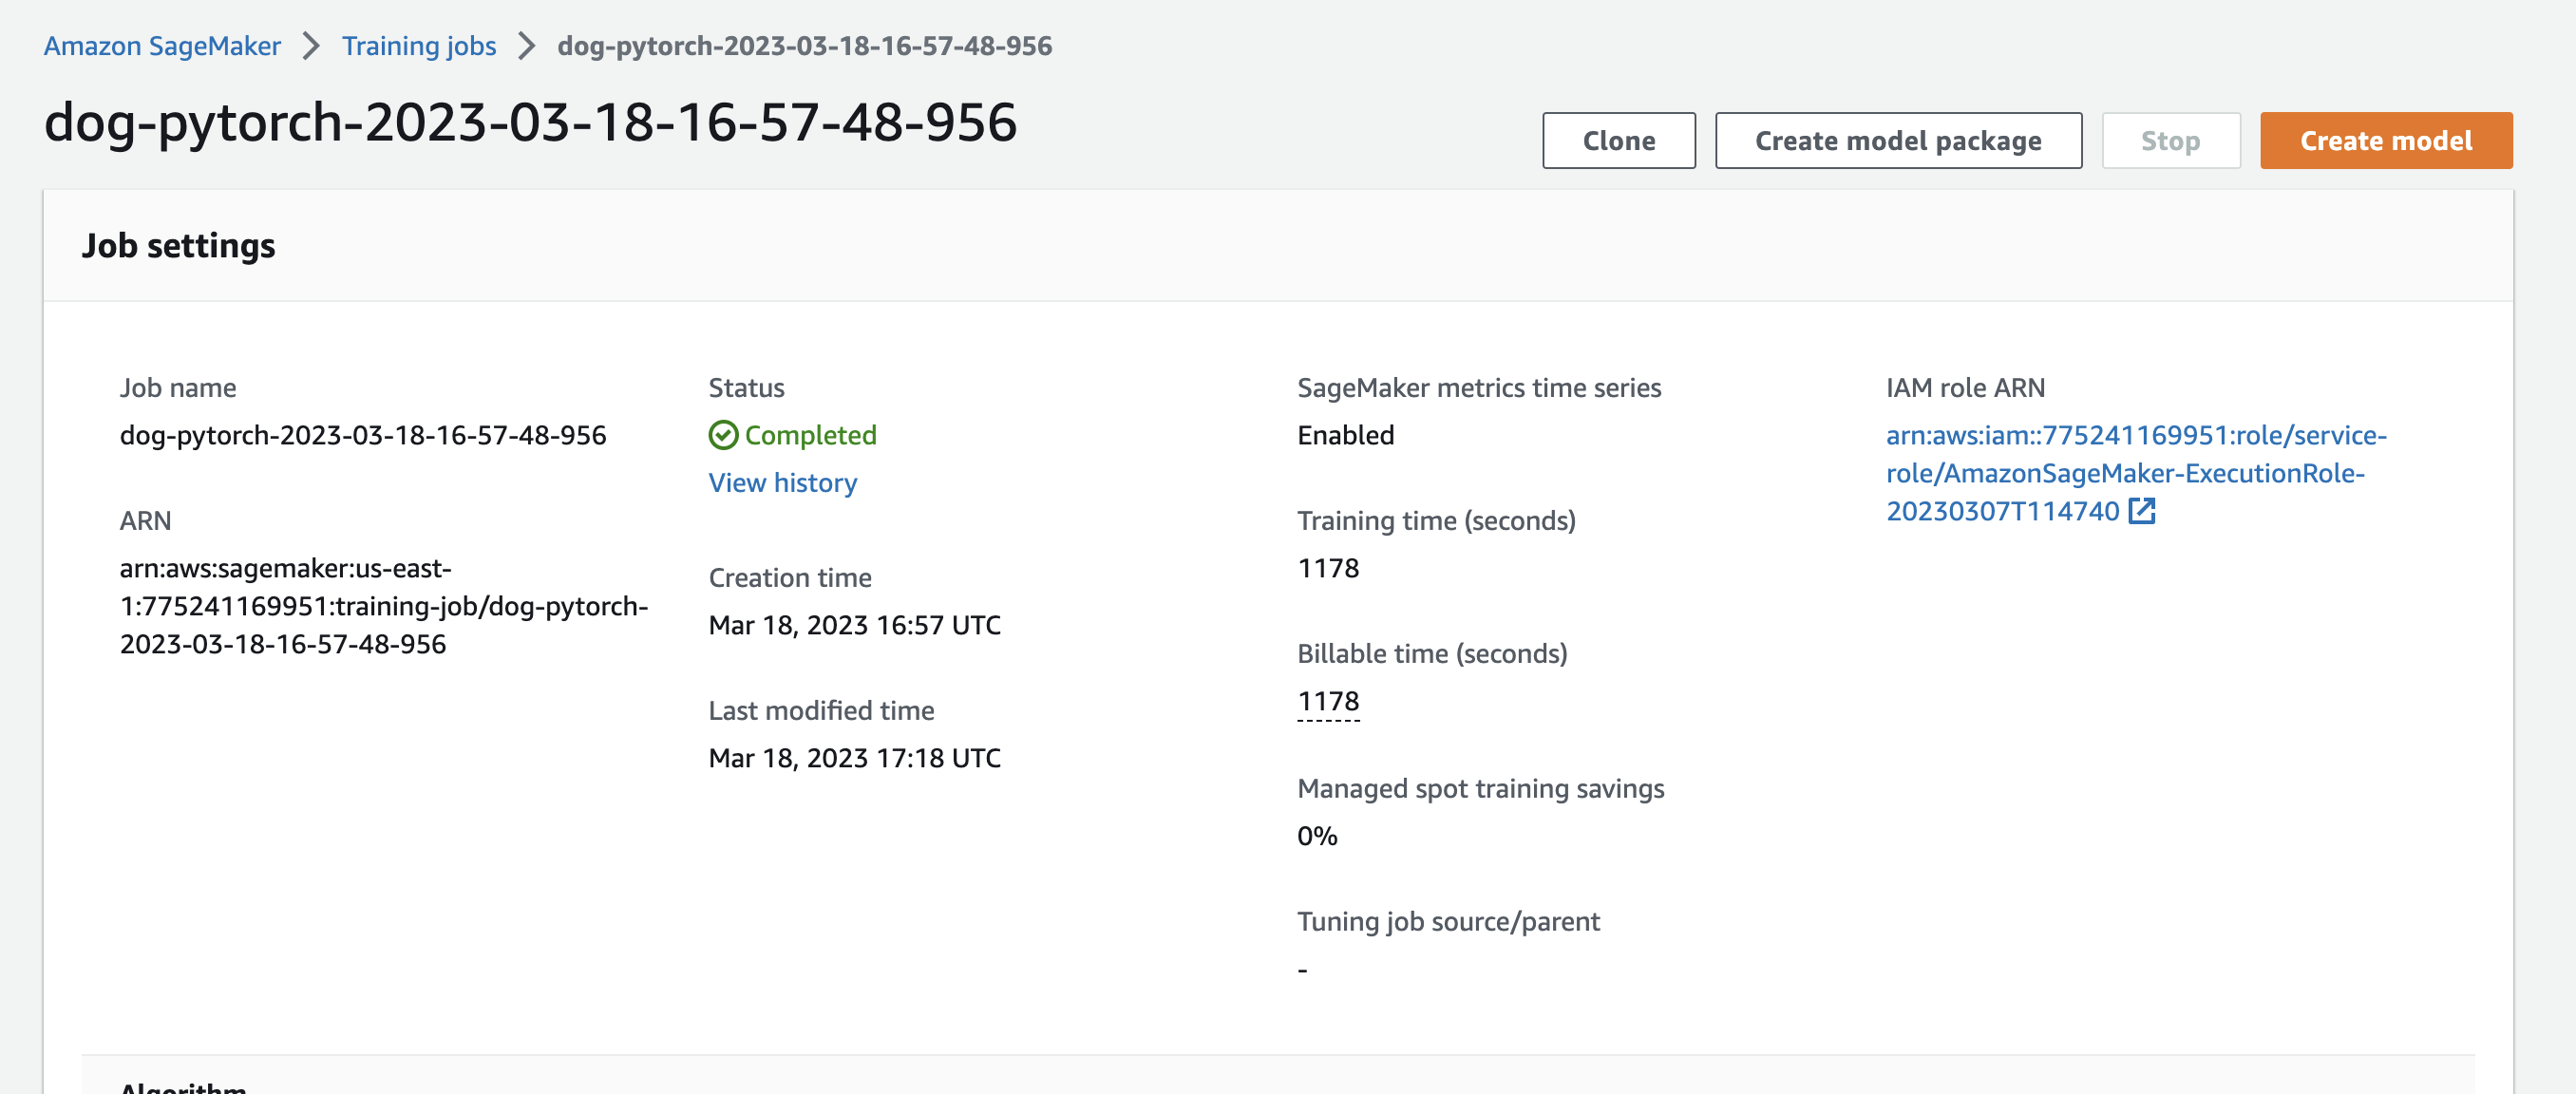 Amazon SageMaker > Training jobs > dog-pytorch-2023-03-18-16-57-48-956
dog-pytorch-2023-03-18-16-57-48-956
Clone
Create model package
Stop
Create model
Job settings
Job name
dog-pytorch-2023-03-18-16-57-48-956
ARN
arn:aws:sagemaker:us-east-
1:775241169951:training-job/dog-pytorch-
2023-03-18-16-57-48-956
Status
Completed
View history
Creation time
Mar 18, 2023 16:57 UTC
Last modified time
Mar 18, 2023 17:18 UTC
SageMaker metrics time series
Enabled
Training time (seconds)
1178
Billable time (seconds)
1178
Managed spot training savings
0%
Tuning job source/parent
-
IAM role ARN
arn:aws:iam::775241169951:role/service-
role/AmazonSageMaker-ExecutionRole-
20230307T114740
Algorithm